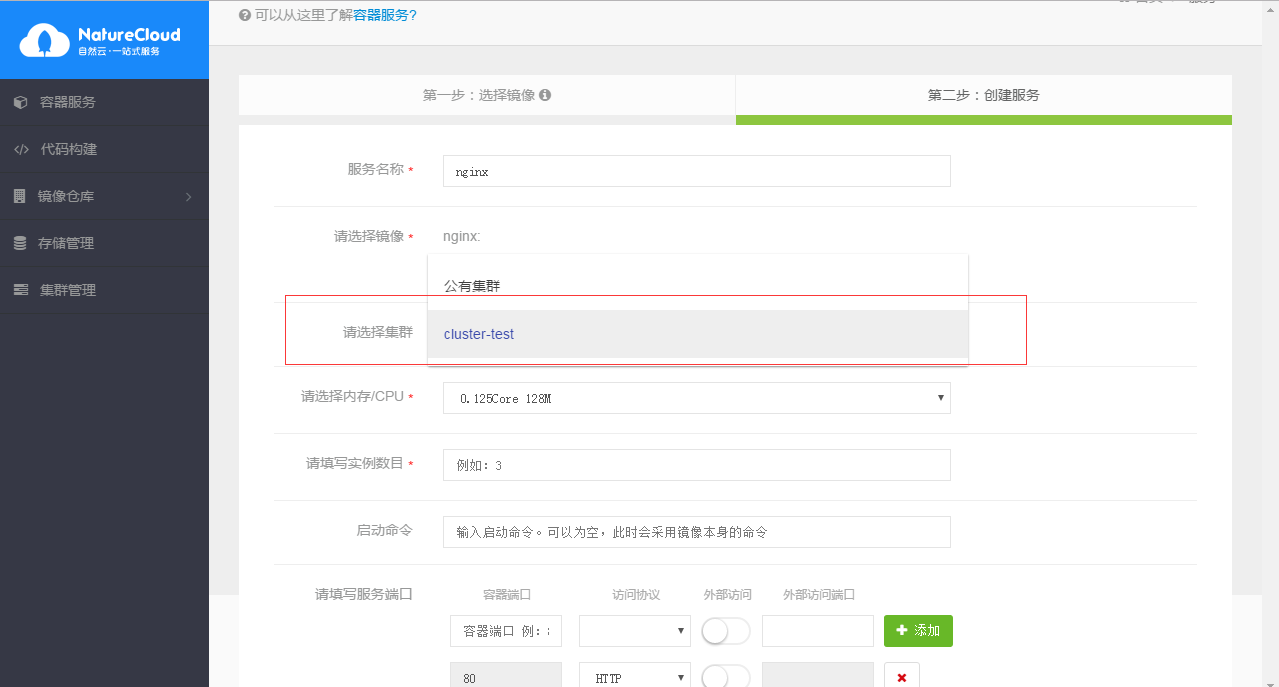 NatureCloud
自然云·一站式服务
可以从这里了解容器服务?
容器服务
代码构建
镜像仓库
存储管理
集群管理
第一步：选择镜像
第二步：创建服务
服务名称 *
nginx
请选择镜像 *
nginx:
公有集群
请选择集群
cluster-test
请选择内存/CPU *
0.125Core 128M
请填写实例数目 *
例如：3
启动命令
输入启动命令。可以为空，此时会采用镜像本身的命令
请填写服务端口
容器端口 访问协议 外部访问 外部访问端口
容器端口 例：
添加
80 HTTP